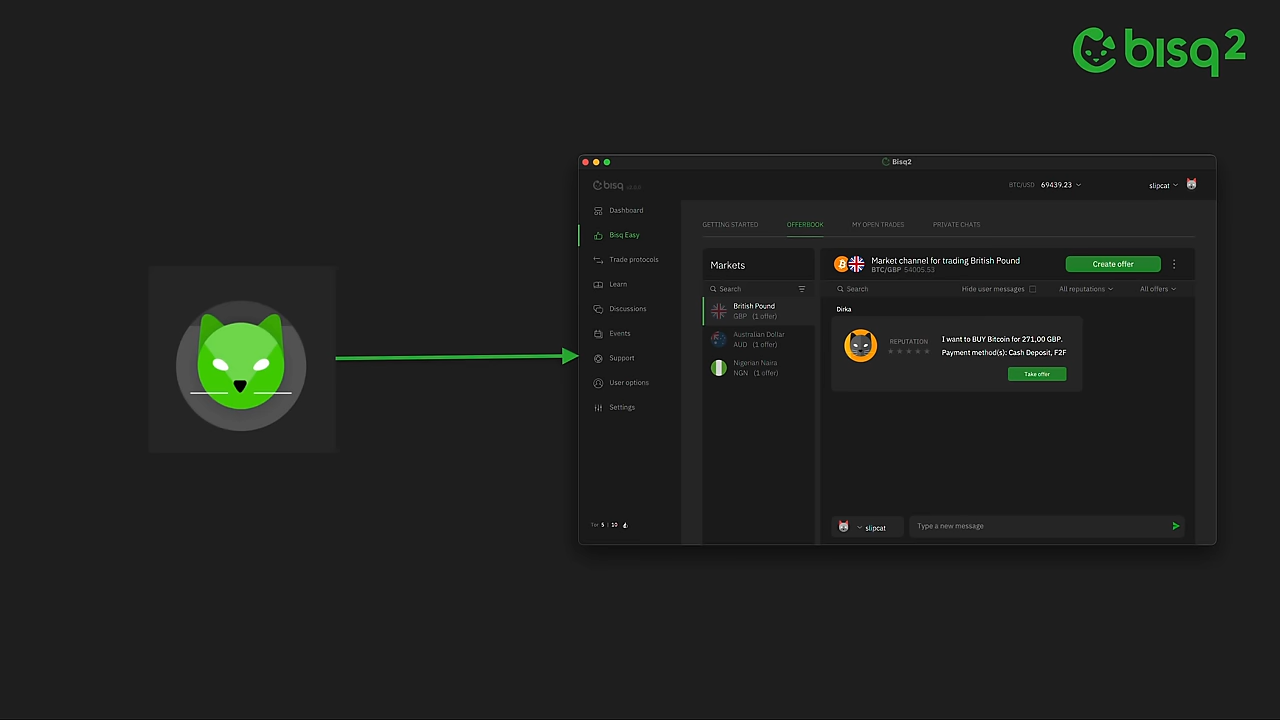 bisq2
Bisq2
bisq
BTC/USD 69439.23
slipcat
Dashboard
Bisq Easy
Trade protocols
Learn
Discussions
Events
Support
User options
Settings
Tor 5 | 10
GETTING STARTED
OFFERBOOK
MY OPEN TRADES
PRIVATE CHATS
Markets
Search
British Pound
GBP (1 offer)
Australian Dollar
AUD (1 offer)
Nigerian Naira
NGN (1 offer)
Market channel for trading British Pound
BTC/GBP 54005.53
Create offer
Search
Hide user messages
All reputations
All offers
Dirka
REPUTATION
I want to BUY Bitcoin for 271,00 GBP.
Payment method(s): Cash Deposit, F2F
Take offer
slipcat
Type a new message